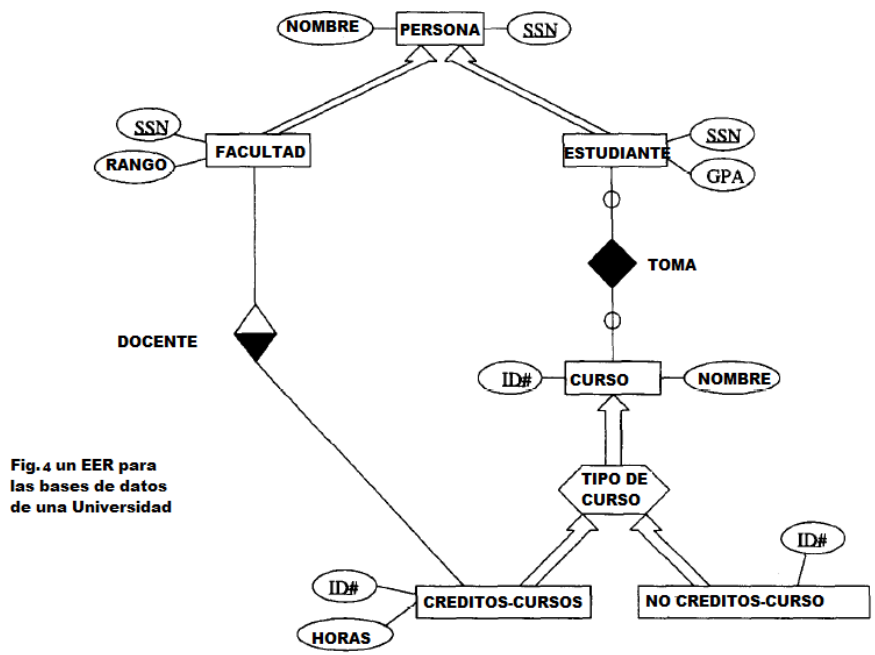 NOMBRE
PERSONA
SSN
SSN
FACULTAD
RANGO
ESTUDIANTE
SSN
GPA
TOMA
DOCENTE
ID#
CURSO
NOMBRE
Fig. 4 un EER para
las bases de datos
de una Universidad
TIPO DE
CURSO
ID#
ID#
CREDITOS-CURSOS
NO CREDITOS-CURSO
HORAS